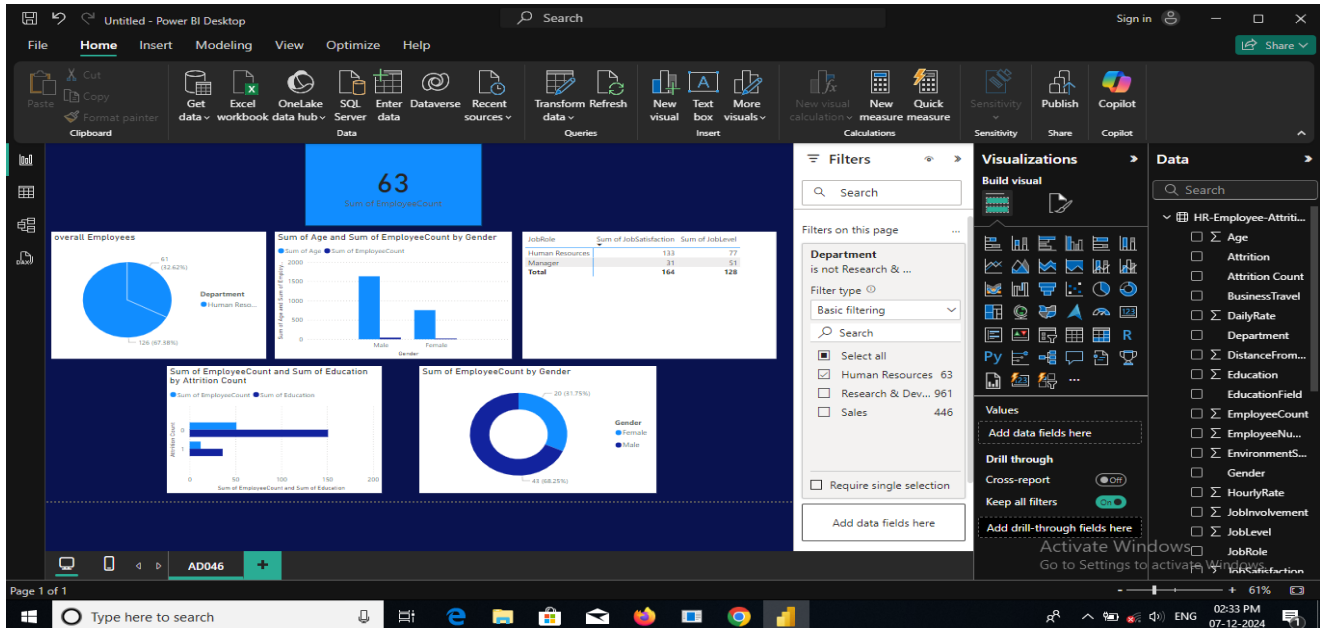 Untitled - Power BI Desktop
Search
Sign in
File Home Insert Modeling View Optimize Help
Share
Paste
Cut
Copy
Format painter
Clipboard
Get data
Excel workbook
OneLake data hub
SQL Server
Enter data
Dataverse
Recent sources
Data
Transform data
Refresh
Queries
New visual
Text box
More visuals
Insert
New visual calculation
New measure
Quick measure
Calculations
Sensitivity
Sensitivity
Publish
Share
Copilot
Copilot
63
Sum of EmployeeCount
overall Employees
61
(32.62%)
Department
Human Reso...
126 (67.38%)
Sum of Age and Sum of EmployeeCount by Gender
Sum of Age Sum of EmployeeCount
Sum of Age and Sum of Employ...
2000
1500
1000
500
0
Male Female
Gender
JobRole Sum of JobSatisfaction Sum of JobLevel
Human Resources 133 77
Manager 31 51
Total 164 128
Sum of EmployeeCount and Sum of Education
by Attrition Count
Sum of EmployeeCount Sum of Education
Attrition Count
0
1
0 50 100 150 200
Sum of EmployeeCount and Sum of Education
Sum of EmployeeCount by Gender
20 (31.75%)
Gender
Female
Male
43 (68.25%)
Filters
Search
Filters on this page ...
Department
is not Research & ...
Filter type
Basic filtering
Search
Select all
Human Resources 63
Research & Dev... 961
Sales 446
Require single selection
Add data fields here
Visualizations
Build visual
123
R
Py
123
...
Values
Add data fields here
Drill through
Cross-report Off
Keep all filters On
Add drill-through fields here
Data
Search
HR-Employee-Attriti...
Age
Attrition
Attrition Count
BusinessTravel
DailyRate
Department
DistanceFrom...
Education
EducationField
EmployeeCount
EmployeeNu...
EnvironmentS...
Gender
HourlyRate
JobInvolvement
JobLevel
JobRole
JobSatisfaction
Activate Windows
Go to Settings to activate Windows.
AD046
+
Page 1 of 1
- + 61%
Type here to search
ENG
02:33 PM
07-12-2024
1